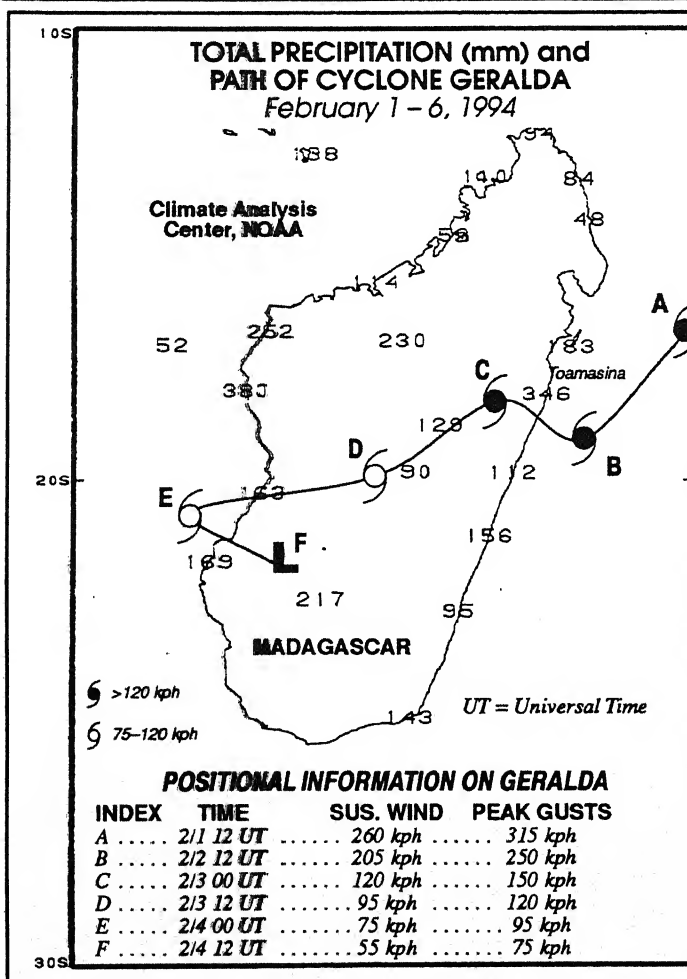 10S
TOTAL PRECIPITATION (mm) and
PATH OF CYCLONE GERALDA
February 1 – 6, 1994
138
140
84
Climate Analysis
Center, NOAA
48
114
A
252
230
52
83
Toamasina
C
346
129
D
B
90
112
20S
E
163
F
156
169
L
217
95
MADAGASCAR
>120 kph
143
UT = Universal Time
75–120 kph
POSITIONAL INFORMATION ON GERALDA
INDEX TIME SUS. WIND PEAK GUSTS
A ..... 2/1 12 UT ...... 260 kph ...... 315 kph
B ..... 2/2 12 UT ...... 205 kph ...... 250 kph
C ..... 2/3 00 UT ...... 120 kph ...... 150 kph
D ..... 2/3 12 UT ....... 95 kph ....... 120 kph
E ..... 2/4 00 UT ....... 75 kph ....... 95 kph
F ..... 2/4 12 UT ....... 55 kph ....... 75 kph
30S